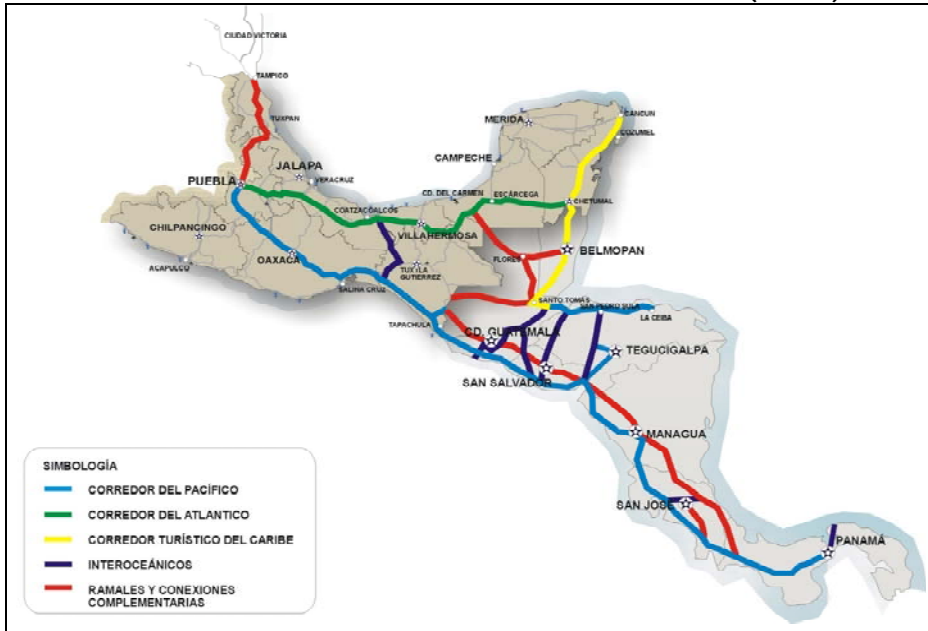 CIUDAD VICTORIA
TAMPICO
TUXPAN
MERIDA
CANCUN
COZUMEL
JALAPA
VERACRUZ
CAMPECHE
PUEBLA
CD. DEL CARMEN
ESCÁRCEGA
CHETUMAL
COATZACOALCOS
VILLAHERMOSA
CHILPANCINGO
BELMOPAN
OAXACA
FLORES
ACAPULCO
TUXTLA
GUTIERREZ
SALINA CRUZ
SANTO TOMÁS
SAN PEDRO SULA
LA CEIBA
TAPACHULA
CD. GUATEMALA
TEGUCIGALPA
SAN SALVADOR
MANAGUA
SAN JOSÉ
PANAMÁ
SIMBOLOGÍA
CORREDOR DEL PACÍFICO
CORREDOR DEL ATLANTICO
CORREDOR TURÍSTICO DEL CARIBE
INTEROCEÁNICOS
RAMALES Y CONEXIONES
COMPLEMENTARIAS